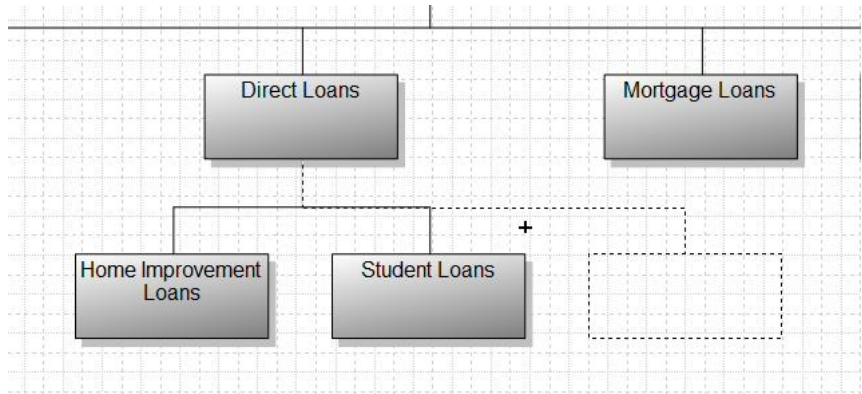 Direct Loans
Mortgage Loans
Home Improvement
Loans
Student Loans